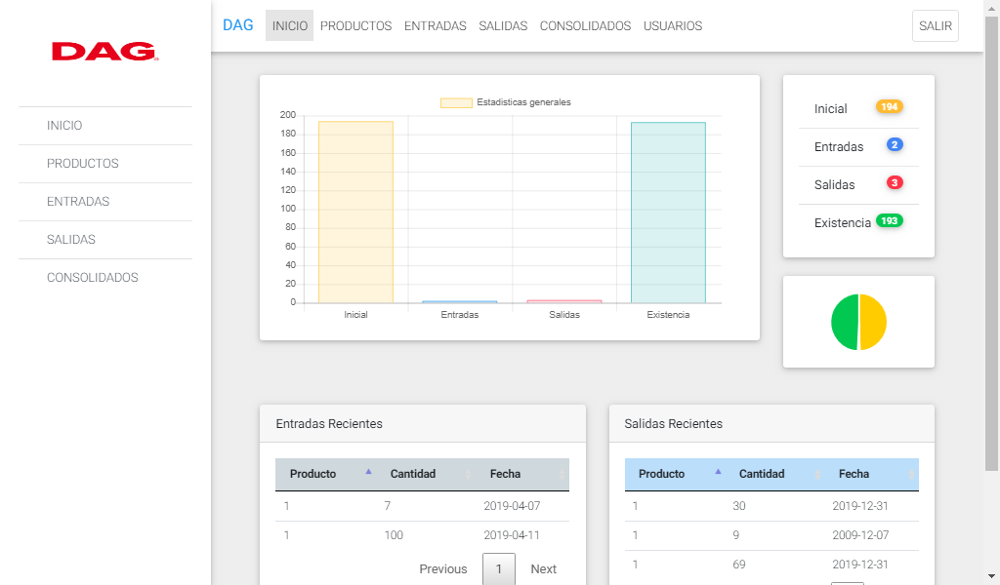 DAG
INICIO
PRODUCTOS
ENTRADAS
SALIDAS
CONSOLIDADOS
DAG INICIO PRODUCTOS ENTRADAS SALIDAS CONSOLIDADOS USUARIOS SALIR
Estadisticas generales
200
180
160
140
120
100
80
60
40
20
0
Inicial Entradas Salidas Existencia
Inicial 194
Entradas 2
Salidas 3
Existencia 193
Entradas Recientes
Producto Cantidad Fecha
1 7 2019-04-07
1 100 2019-04-11
Previous 1 Next
Salidas Recientes
Producto Cantidad Fecha
1 30 2019-12-31
1 9 2009-12-07
1 69 2019-12-31